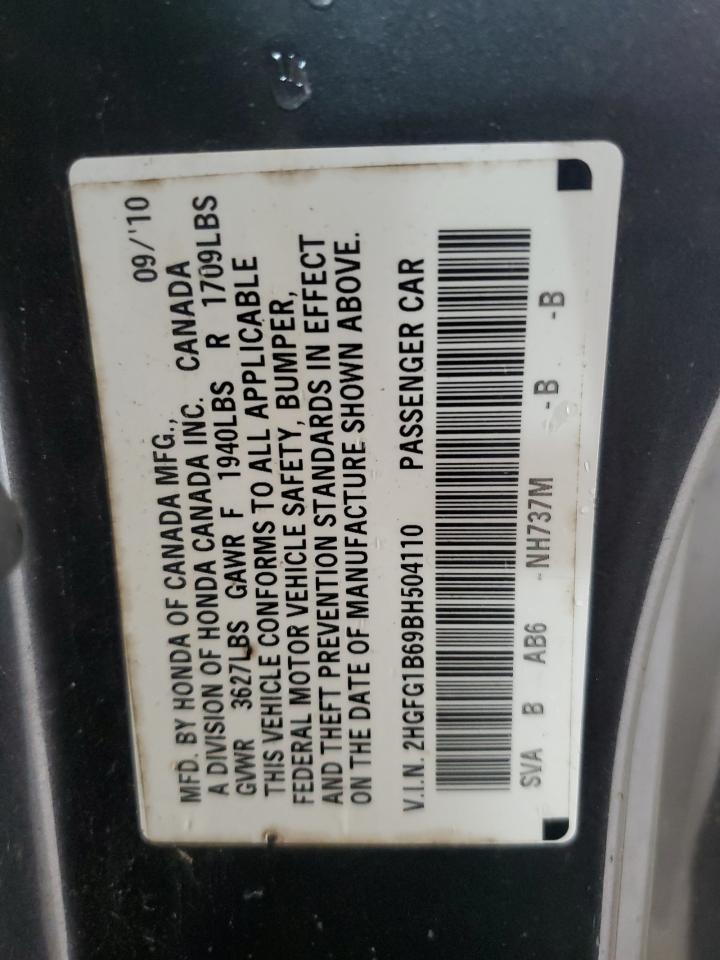 MFD. BY HONDA OF CANADA MFG., 09/'10
A DIVISION OF HONDA CANADA INC. CANADA
GVWR 3627LBS GAWR F 1940LBS R 1709LBS
THIS VEHICLE CONFORMS TO ALL APPLICABLE
FEDERAL MOTOR VEHICLE SAFETY, BUMPER,
AND THEFT PREVENTION STANDARDS IN EFFECT
ON THE DATE OF MANUFACTURE SHOWN ABOVE.
V.I.N. 2HGFG1B69BH504110 PASSENGER CAR
SVA B AB6 -NH737M -B -B